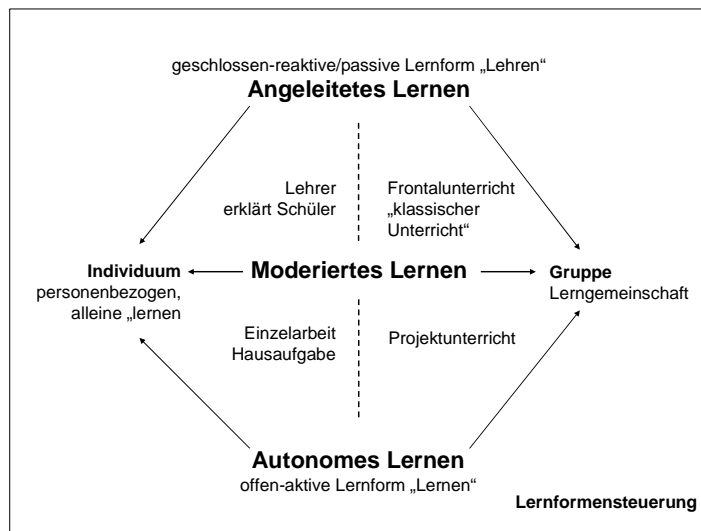 geschlossen-reaktive/passive Lernform „Lehren“
Angeleitetes Lernen
Lehrer
erklärt Schüler
Frontalunterricht
„klassischer
Unterricht“
Individuum
personenbezogen,
alleine „lernen
Moderiertes Lernen
Gruppe
Lerngemeinschaft
Einzelarbeit
Hausaufgabe
Projektunterricht
Autonomes Lernen
offen-aktive Lernform „Lernen“
Lernformensteuerung